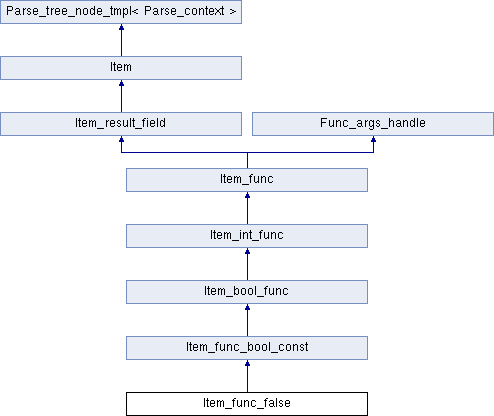 Parse_tree_node_tmpl< Parse_context >
Item
Item_result_field
Func_args_handle
Item_func
Item_int_func
Item_bool_func
Item_func_bool_const
Item_func_false